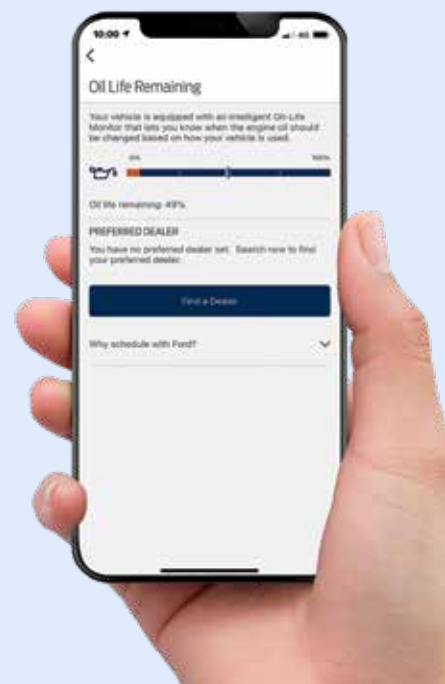 10:00
Oil Life Remaining
Your vehicle is equipped with an Intelligent Oil-Life
Monitor that lets you know when the engine oil should
be changed based on how your vehicle is used.
0% 100%
Oil life remaining: 49%
PREFERRED DEALER
You have no preferred dealer set. Search now to find
your preferred dealer.
Find a Dealer
Why schedule with Ford?